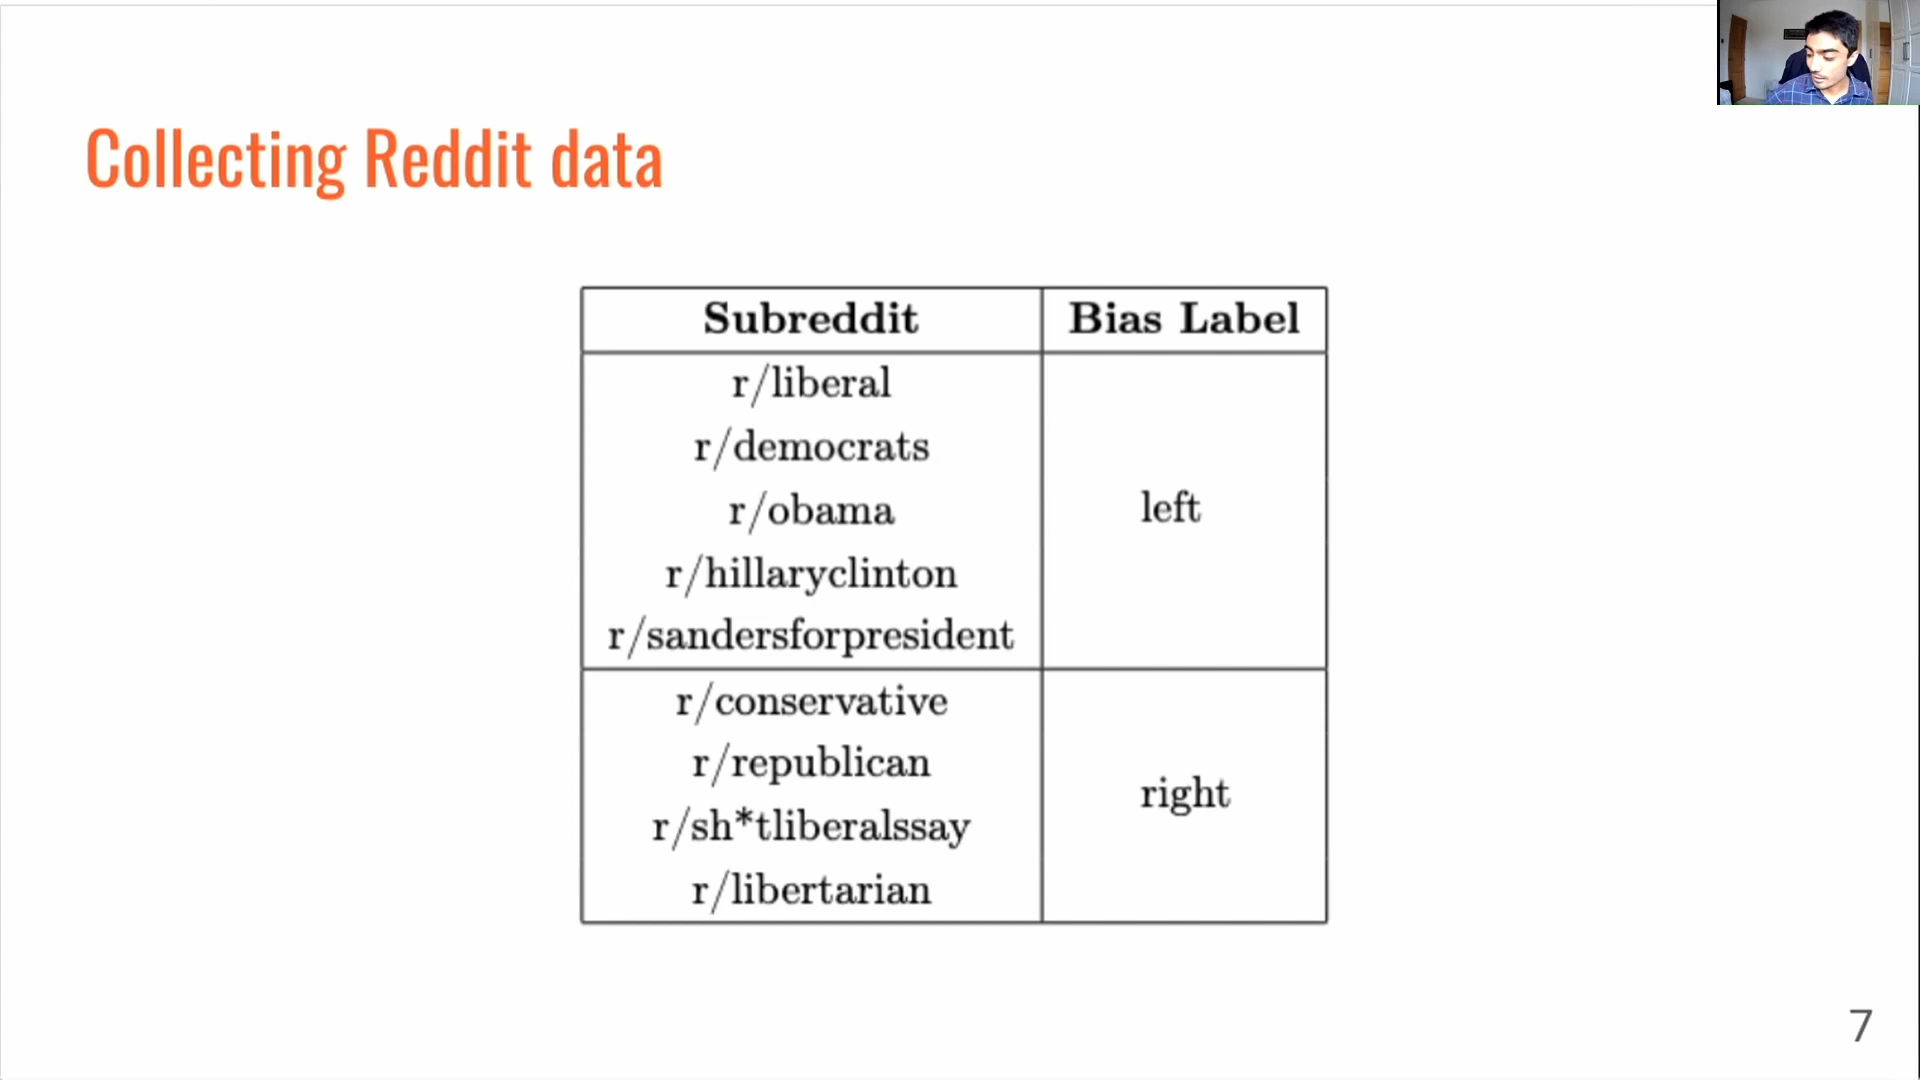 Collecting Reddit data
Subreddit Bias Label
r/liberal
r/democrats
r/obama
left
r/hillaryclinton
r/sandersforpresident
r/conservative
r/republican
right
r/sh*tliberalssay
r/libertarian
7